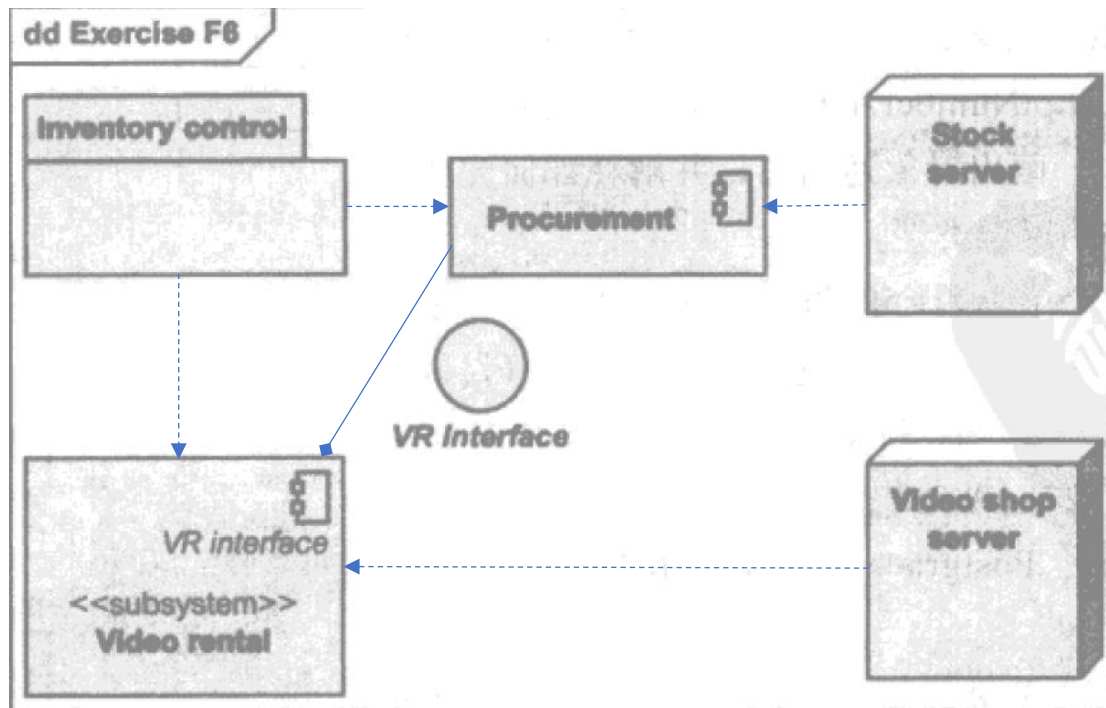 dd Exercise F6
Inventory control
Procurement
Stock
server
VR Interface
VR interface
<<subsystem>>
Video rental
Video shop
server